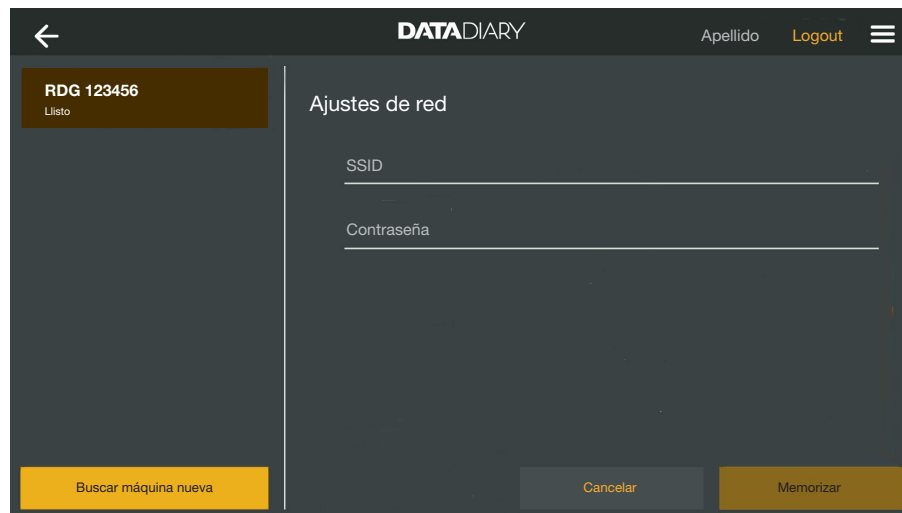 DATADIARY
Apellido
Logout
RDG 123456
Llisto
Ajustes de red
SSID
Contraseña
Buscar máquina nueva
Cancelar
Memorizar